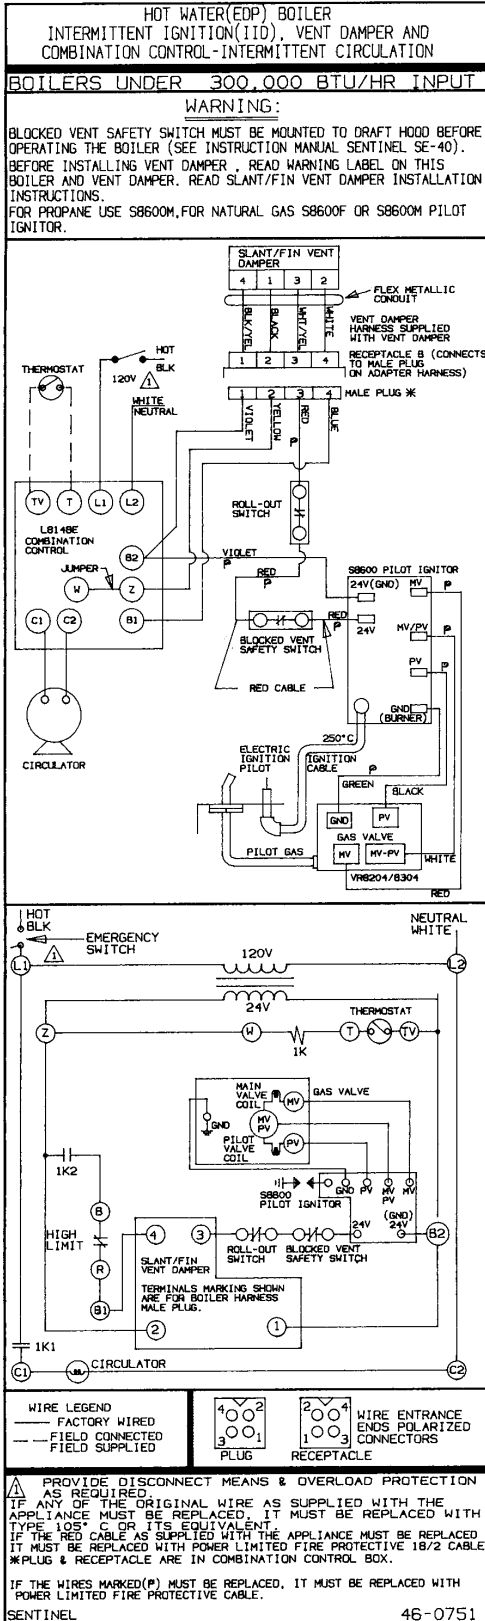 HOT WATER(EDP) BOILER
INTERMITTENT IGNITION(IID), VENT DAMPER AND
COMBINATION CONTROL-INTERMITTENT CIRCULATION
BOILERS UNDER 300,000 BTU/HR INPUT
WARNING:
BLOCKED VENT SAFETY SWITCH MUST BE MOUNTED TO DRAFT HOOD BEFORE
OPERATING THE BOILER (SEE INSTRUCTION MANUAL SENTINEL SE-40).
BEFORE INSTALLING VENT DAMPER , READ WARNING LABEL ON THIS
BOILER AND VENT DAMPER. READ SLANT/FIN VENT DAMPER INSTALLATION
INSTRUCTIONS.
FOR PROPANE USE S8600M,FOR NATURAL GAS S8600F OR S8600M PILOT
IGNITOR.
SLANT/FIN VENT
DAMPER
4 1 3 2
FLEX METALLIC
CONDUIT
BLK/YEL
BLACK
WHT/YEL
WHITE
VENT DAMPER
HARNESS SUPPLIED
WITH VENT DAMPER
1 2 3 4
RECEPTACLE B (CONNECTS
TO MALE PLUG
ON ADAPTER HARNESS)
1 2 3 4
MALE PLUG *
VIOLET
YELLOW
RED
BLUE
P
HOT
BLK
120V 1
THERMOSTAT
WHITE
NEUTRAL
TV T L1 L2
L8148E
COMBINATION
CONTROL
B2
JUMPER
W Z
C1 C2 B1
CIRCULATOR
ROLL-OUT
SWITCH
VIOLET
P
RED
P
RED P
BLOCKED VENT
SAFETY SWITCH
RED CABLE
S8600 PILOT IGNITOR
24V(GND) MV P
24V
MV/PV P
PV P
GND
(BURNER)
250°C
IGNITION
CABLE
ELECTRIC
IGNITION
PILOT
P
GREEN
BLACK
GND PV
GAS VALVE
MV MV-PV
WHITE
PILOT GAS
VR8204/8304
RED
HOT
BLK
EMERGENCY
SWITCH
1
NEUTRAL
WHITE
L1 120V L2
24V
THERMOSTAT
Z W 1K T TV
MAIN
VALVE
COIL
MV
GAS VALVE
GND
MV
PV
PILOT
VALVE
COIL
PV
1K2
S8600
PILOT IGNITOR
GND PV MV
PV MV
24V (GND)
24V
B2
B
HIGH
LIMIT
R
B1
4 3
ROLL-OUT
SWITCH
BLOCKED VENT
SAFETY SWITCH
SLANT/FIN
VENT DAMPER
TERMINALS MARKING SHOWN
ARE FOR BOILER HARNESS
MALE PLUG.
2 1
1K1
C1 CIRCULATOR C2
WIRE LEGEND
FACTORY WIRED
FIELD CONNECTED
FIELD SUPPLIED
4 2
3 1
PLUG
2 4
1 3
RECEPTACLE
WIRE ENTRANCE
ENDS POLARIZED
CONNECTORS
1 PROVIDE DISCONNECT MEANS & OVERLOAD PROTECTION
AS REQUIRED.
IF ANY OF THE ORIGINAL WIRE AS SUPPLIED WITH THE
APPLIANCE MUST BE REPLACED, IT MUST BE REPLACED WITH
TYPE 105° C OR ITS EQUIVALENT
IF THE RED CABLE AS SUPPLIED WITH THE APPLIANCE MUST BE REPLACED
IT MUST BE REPLACED WITH POWER LIMITED FIRE PROTECTIVE 18/2 CABLE
*PLUG & RECEPTACLE ARE IN COMBINATION CONTROL BOX.
IF THE WIRES MARKED(P) MUST BE REPLACED, IT MUST BE REPLACED WITH
POWER LIMITED FIRE PROTECTIVE CABLE.
SENTINEL 46-0751